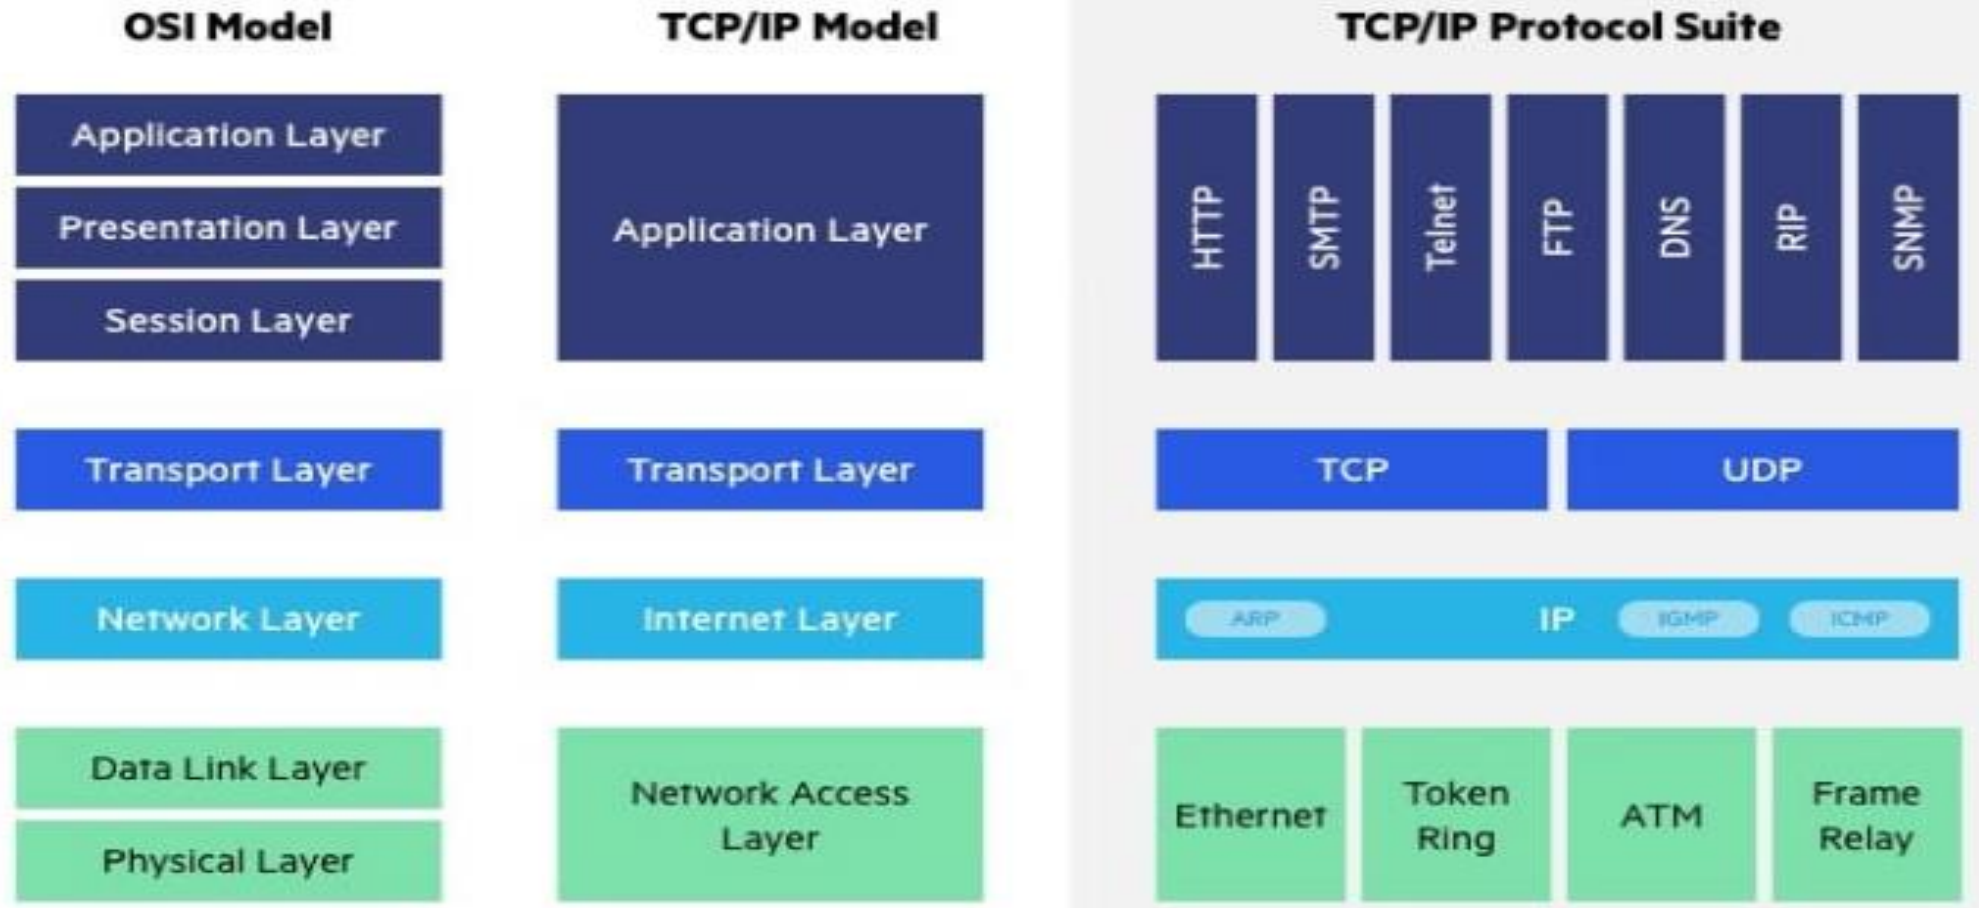 OSI Model
TCP/IP Model
TCP/IP Protocol Suite
Application Layer
Presentation Layer
Session Layer
Application Layer
HTTP
SMTP
Telnet
FTP
DNS
RIP
SNMP
Transport Layer
Transport Layer
TCP
UDP
Network Layer
Internet Layer
ARP
IP
IGMP
ICMP
Data Link Layer
Physical Layer
Network Access
Layer
Ethernet
Token
Ring
ATM
Frame
Relay